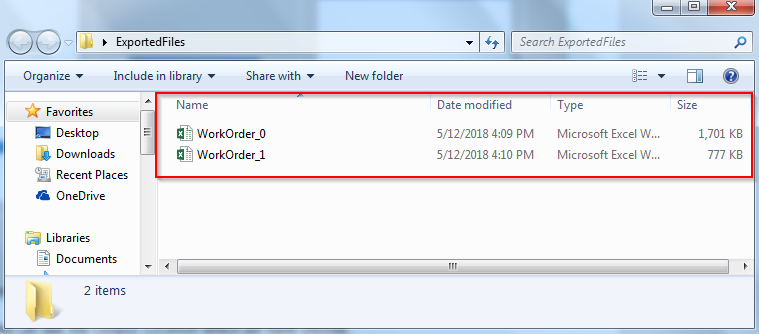 ExportedFiles
Search ExportedFiles
Organize Include in library Share with New folder
Favorites
Desktop
Downloads
Recent Places
OneDrive
Libraries
Documents
Name Date modified Type Size
WorkOrder_0 5/12/2018 4:09 PM Microsoft Excel W... 1,701 KB
WorkOrder_1 5/12/2018 4:10 PM Microsoft Excel W... 777 KB
2 items